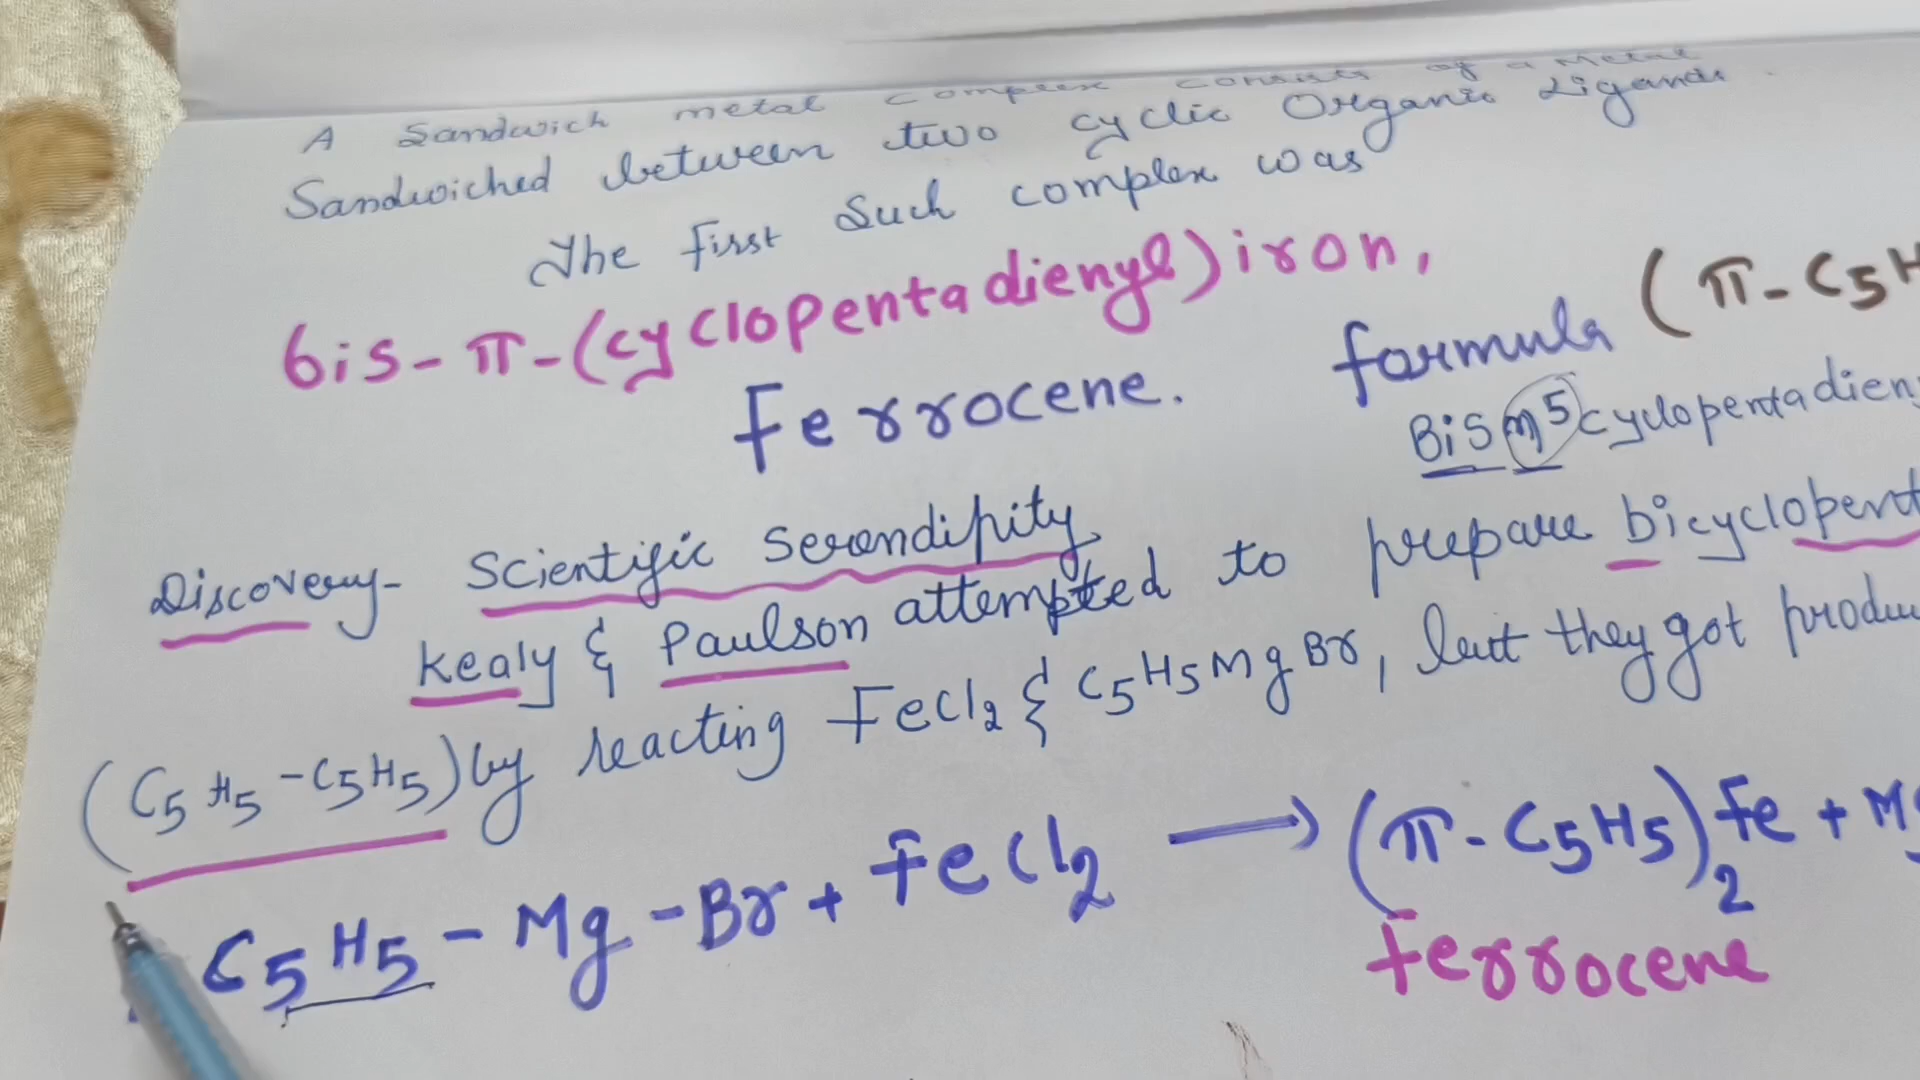 A Sandwich metal complex consists of a metal
Sandwiched between two cyclic Organic Ligands.
The first Such complex was
bis-π-(cyclopentadienyl)iron,
Ferrocene. formula (π-C5H
Bis η5 cyclopentadien
Discovery- Scientific Serendipity
Kealy & Paulson attempted to prepare bicyclopent
(C5H5-C5H5) by reacting FeCl2 & C5H5MgBr, but they got produ
C5H5-Mg-Br + FeCl2 ⟶ (π-C5H5)2Fe + Mg
Ferrocene